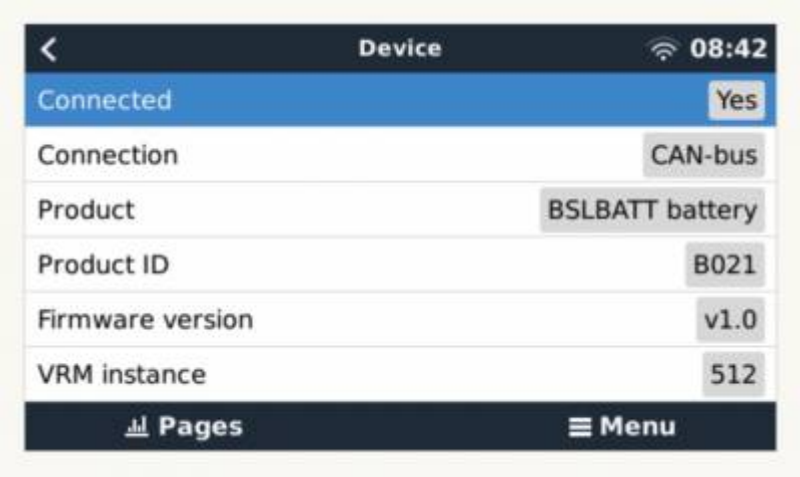 Device 08:42
Connected Yes
Connection CAN-bus
Product BSLBATT battery
Product ID B021
Firmware version v1.0
VRM instance 512
Pages Menu